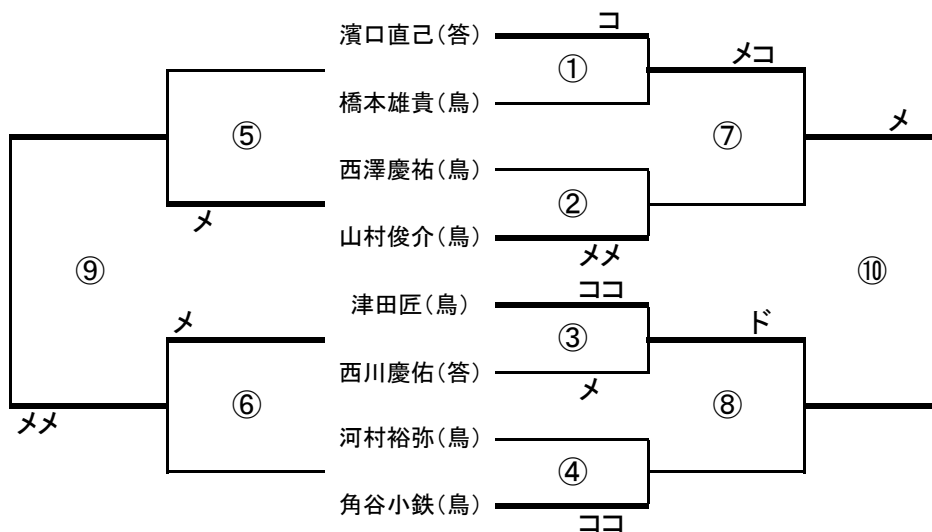 コ
濱口直己(答)
①
メコ
橋本雄貴(鳥)
⑤
⑦
メ
西澤慶祐(鳥)
②
メ
山村俊介(鳥)
メメ
⑨
⑩
ココ
津田匠(鳥)
メ
③
ド
西川慶佑(答)
メ
⑥
⑧
メメ
河村裕弥(鳥)
④
角谷小鉄(鳥)
ココ